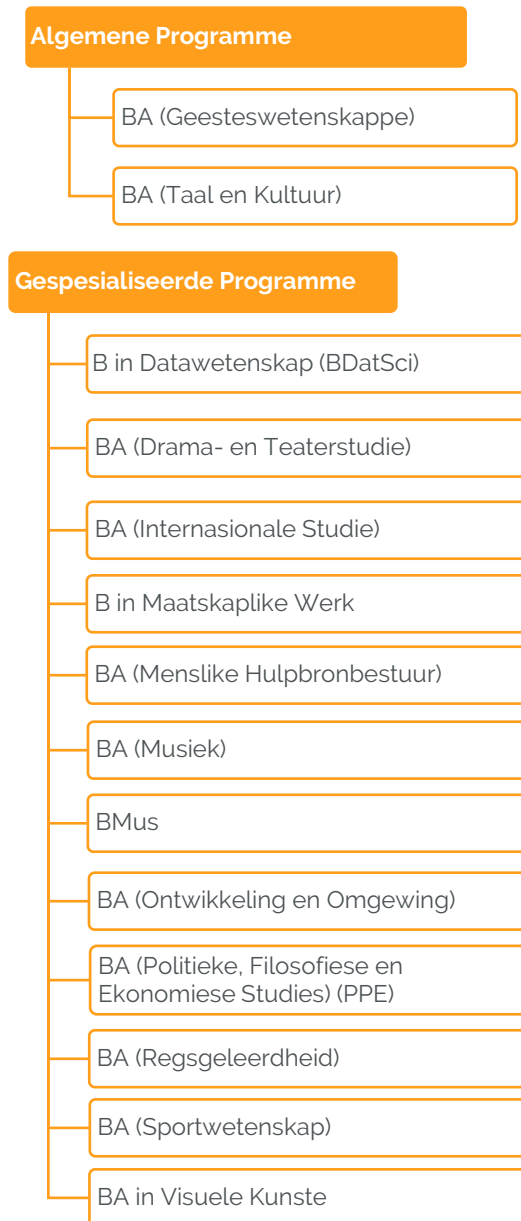 Algemene Programme
BA (Geesteswetenskappe)
BA (Taal en Kultuur)
Gespesialiseerde Programme
B in Datawetenskap (BDatSci)
BA (Drama- en Teaterstudie)
BA (Internasionale Studie)
B in Maatskaplike Werk
BA (Menslike Hulpbronbestuur)
BA (Musiek)
BMus
BA (Ontwikkeling en Omgewing)
BA (Politieke, Filosofiese en
Ekonomiese Studies) (PPE)
BA (Regsgeleerdheid)
BA (Sportwetenskap)
BA in Visuele Kunste